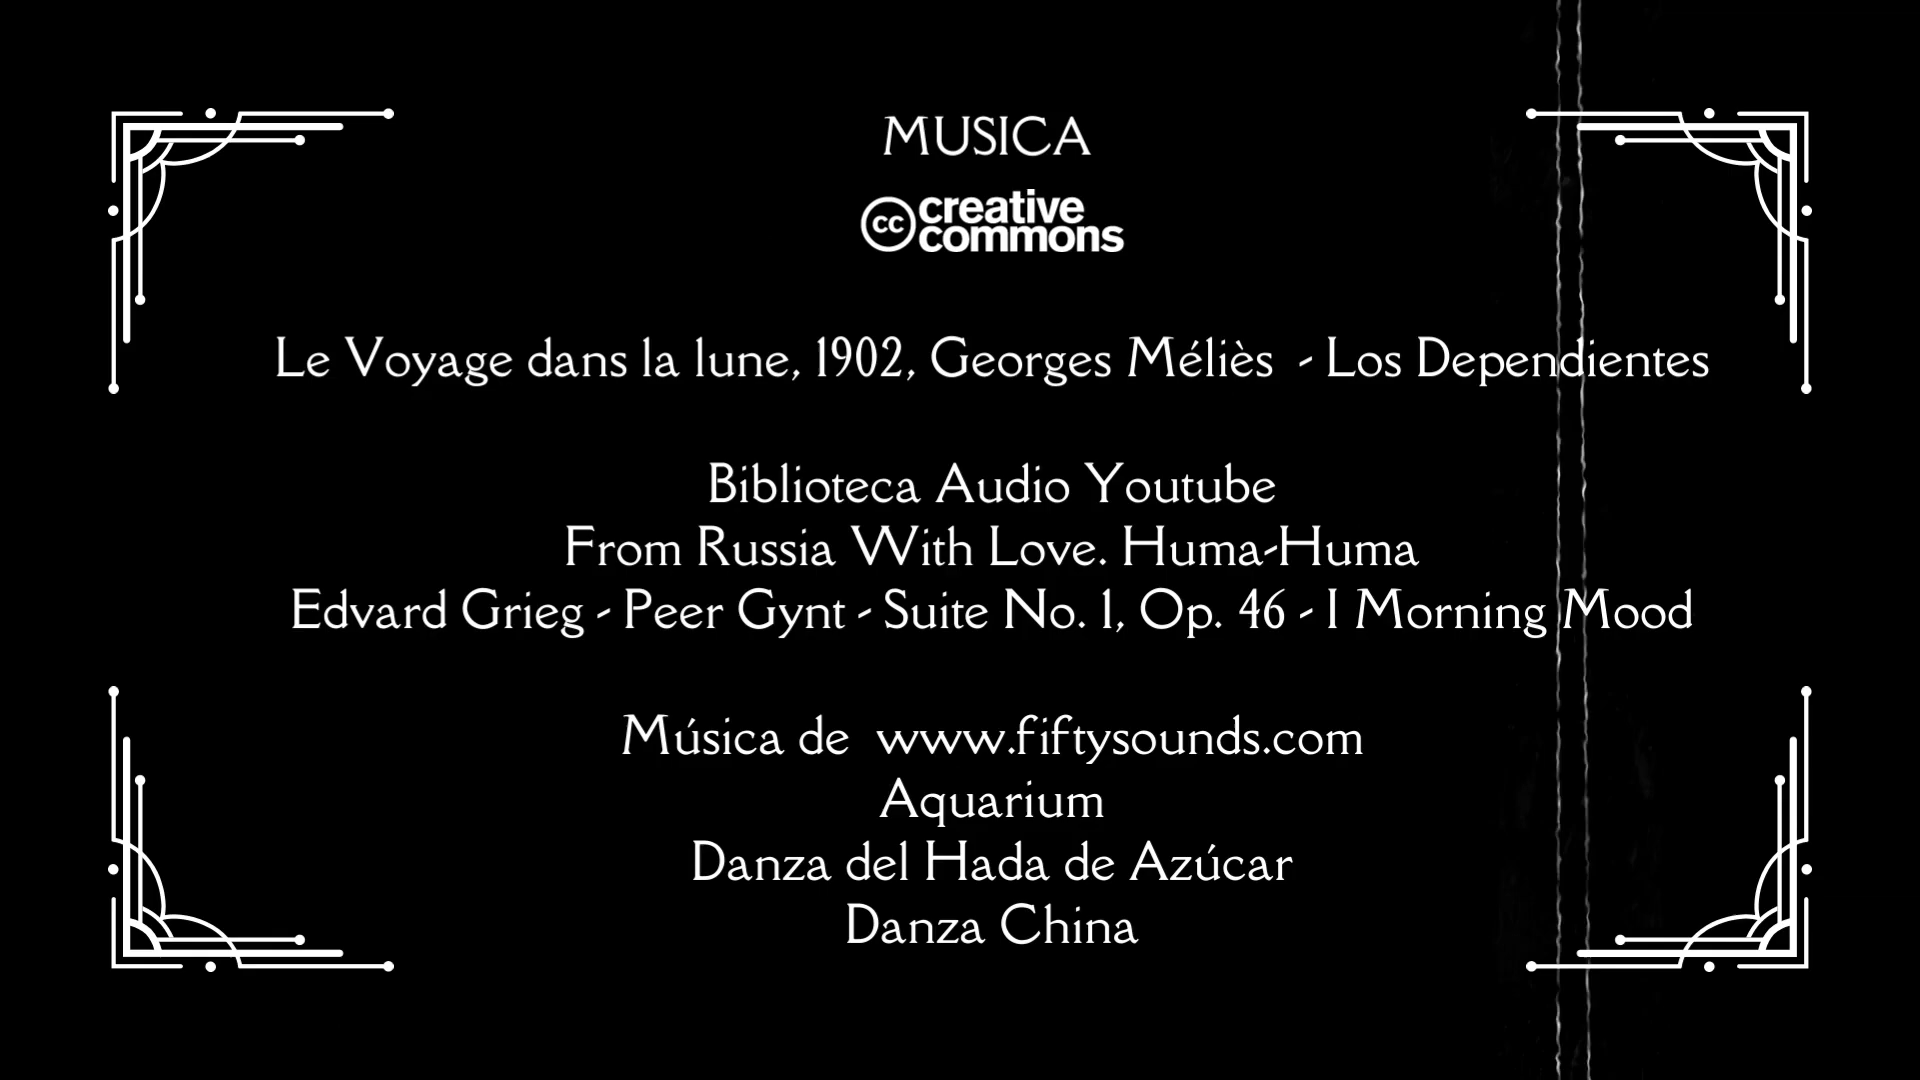 MUSICA
cc creative
commons
Le Voyage dans la lune, 1902, Georges Méliès - Los Dependientes
Biblioteca Audio Youtube
From Russia With Love. Huma-Huma
Edvard Grieg - Peer Gynt - Suite No. 1, Op. 46 - I Morning Mood
Música de www.fiftysounds.com
Aquarium
Danza del Hada de Azúcar
Danza China